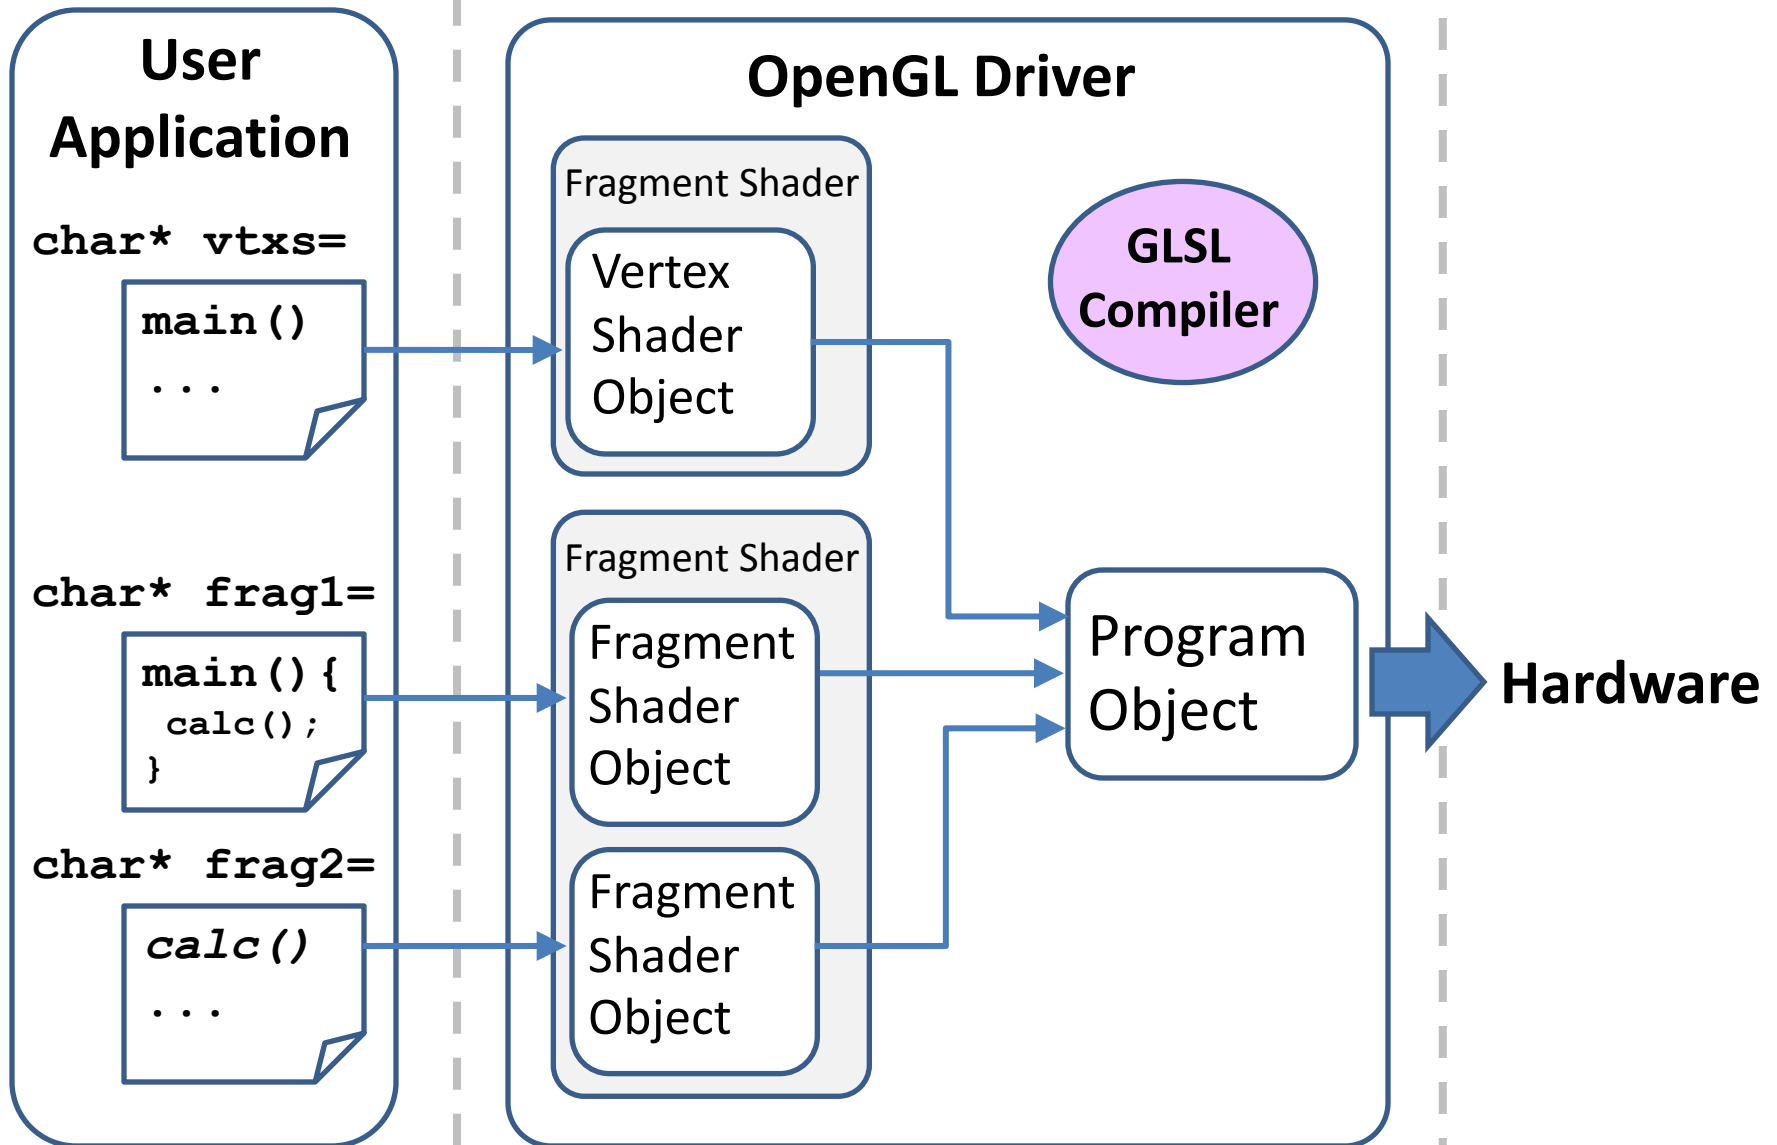 User
Application
char* vtxs=
main()
...
char* frag1=
main(){
calc();
}
char* frag2=
calc()
...
OpenGL Driver
Fragment Shader
Vertex
Shader
Object
Fragment Shader
Fragment
Shader
Object
Fragment
Shader
Object
GLSL
Compiler
Program
Object
Hardware